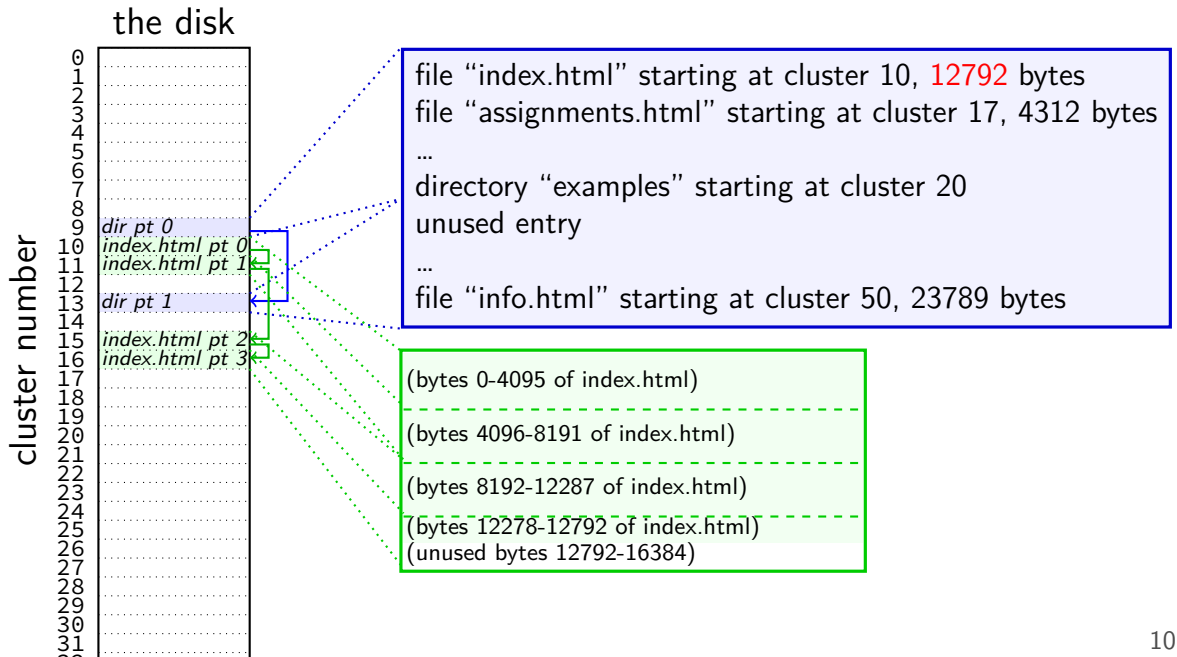 the disk
cluster number
0
1
2
3
4
5
6
7
8
9
10
11
12
13
14
15
16
17
18
19
20
21
22
23
24
25
26
27
28
29
30
31
dir pt 0
index.html pt 0
index.html pt 1
dir pt 1
index.html pt 2
index.html pt 3
file “index.html” starting at cluster 10, 12792 bytes
file “assignments.html” starting at cluster 17, 4312 bytes
…
directory “examples” starting at cluster 20
unused entry
…
file “info.html” starting at cluster 50, 23789 bytes
(bytes 0-4095 of index.html)
(bytes 4096-8191 of index.html)
(bytes 8192-12287 of index.html)
(bytes 12278-12792 of index.html)
(unused bytes 12792-16384)
10